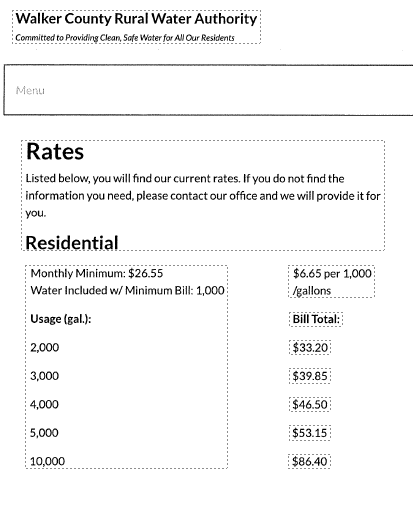 Walker County Rural Water Authority
Committed to Providing Clean, Safe Water for All Our Residents
Menu
Rates
Listed below, you will find our current rates. If you do not find the
information you need, please contact our office and we will provide it for
you.
Residential
Monthly Minimum: $26.55 $6.65 per 1,000
Water Included w/ Minimum Bill: 1,000 /gallons
Usage (gal.): Bill Total:
2,000 $33.20
3,000 $39.85
4,000 $46.50
5,000 $53.15
10,000 $86.40